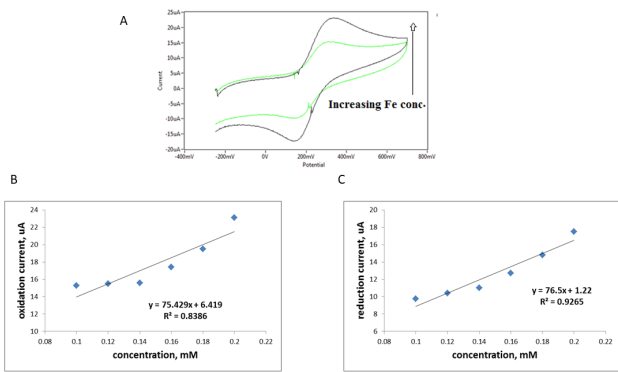 A
25uA
20uA
15uA
10uA
5uA
0A
-5uA
-10uA
-15uA
-20uA
Current
-400mV -200mV 0V 200mV 400mV 600mV 800mV
Potential
Increasing Fe conc-
B
24
22
20
18
16
14
12
10
oxidation current, uA
y = 75.429x + 6.419
R² = 0.8386
0.08 0.1 0.12 0.14 0.16 0.18 0.2 0.22
concentration, mM
C
20
18
16
14
12
10
8
6
reduction current, uA
y = 76.5x + 1.22
R² = 0.9265
0.08 0.1 0.12 0.14 0.16 0.18 0.2 0.22
concentration, mM